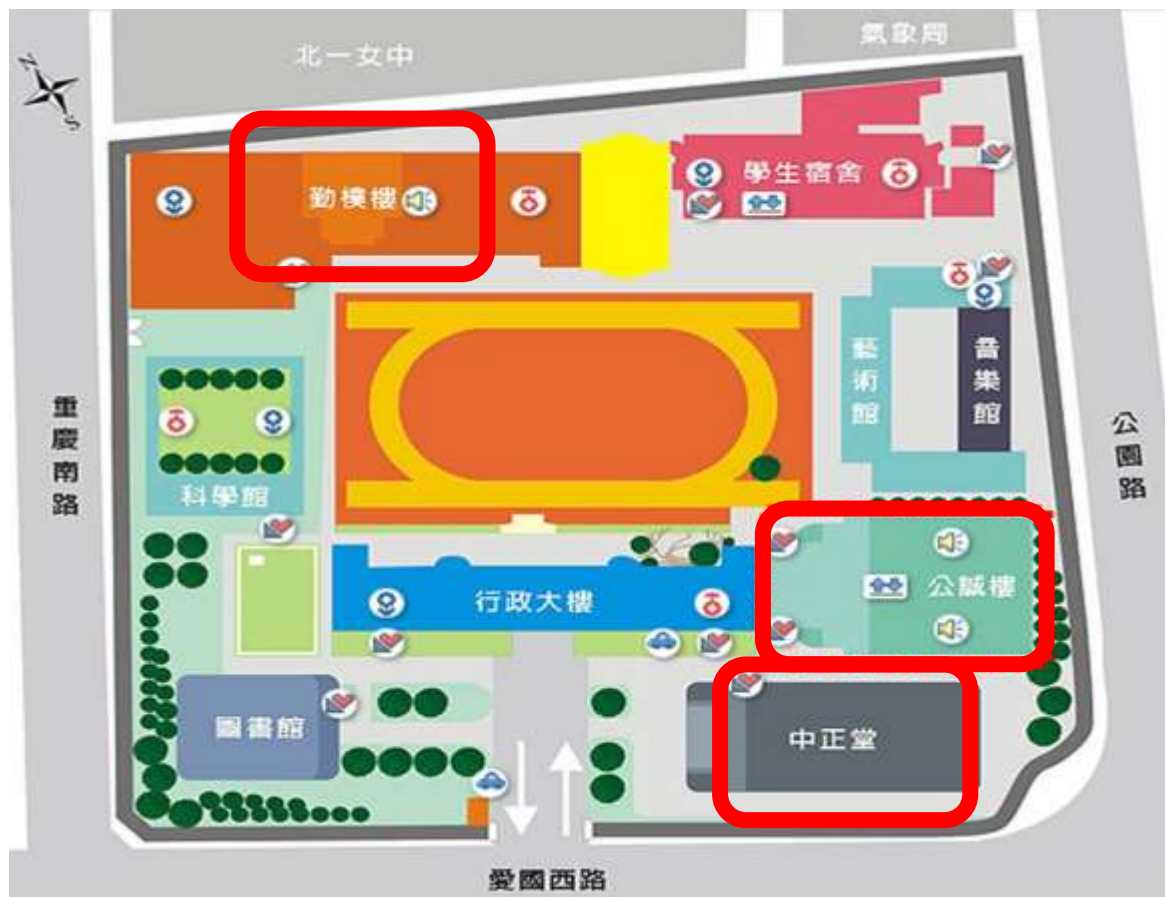 氣象局
北一女中
N
S
學生宿舍
勤樸樓
藝術館
音樂館
重慶南路
公園路
科學館
公誠樓
行政大樓
圖書館
中正堂
愛國西路